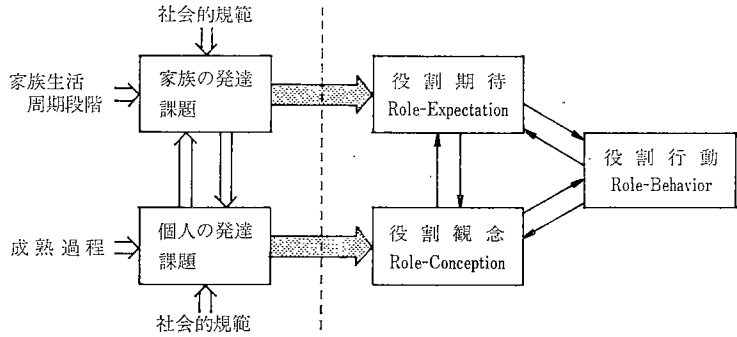 社会的規範
家族生活
周期段階
家族の発達
課題
役割期待
Role-Expectation
役割行動
Role-Behavior
成熟過程
個人の発達
課題
役割観念
Role-Conception
社会的規範